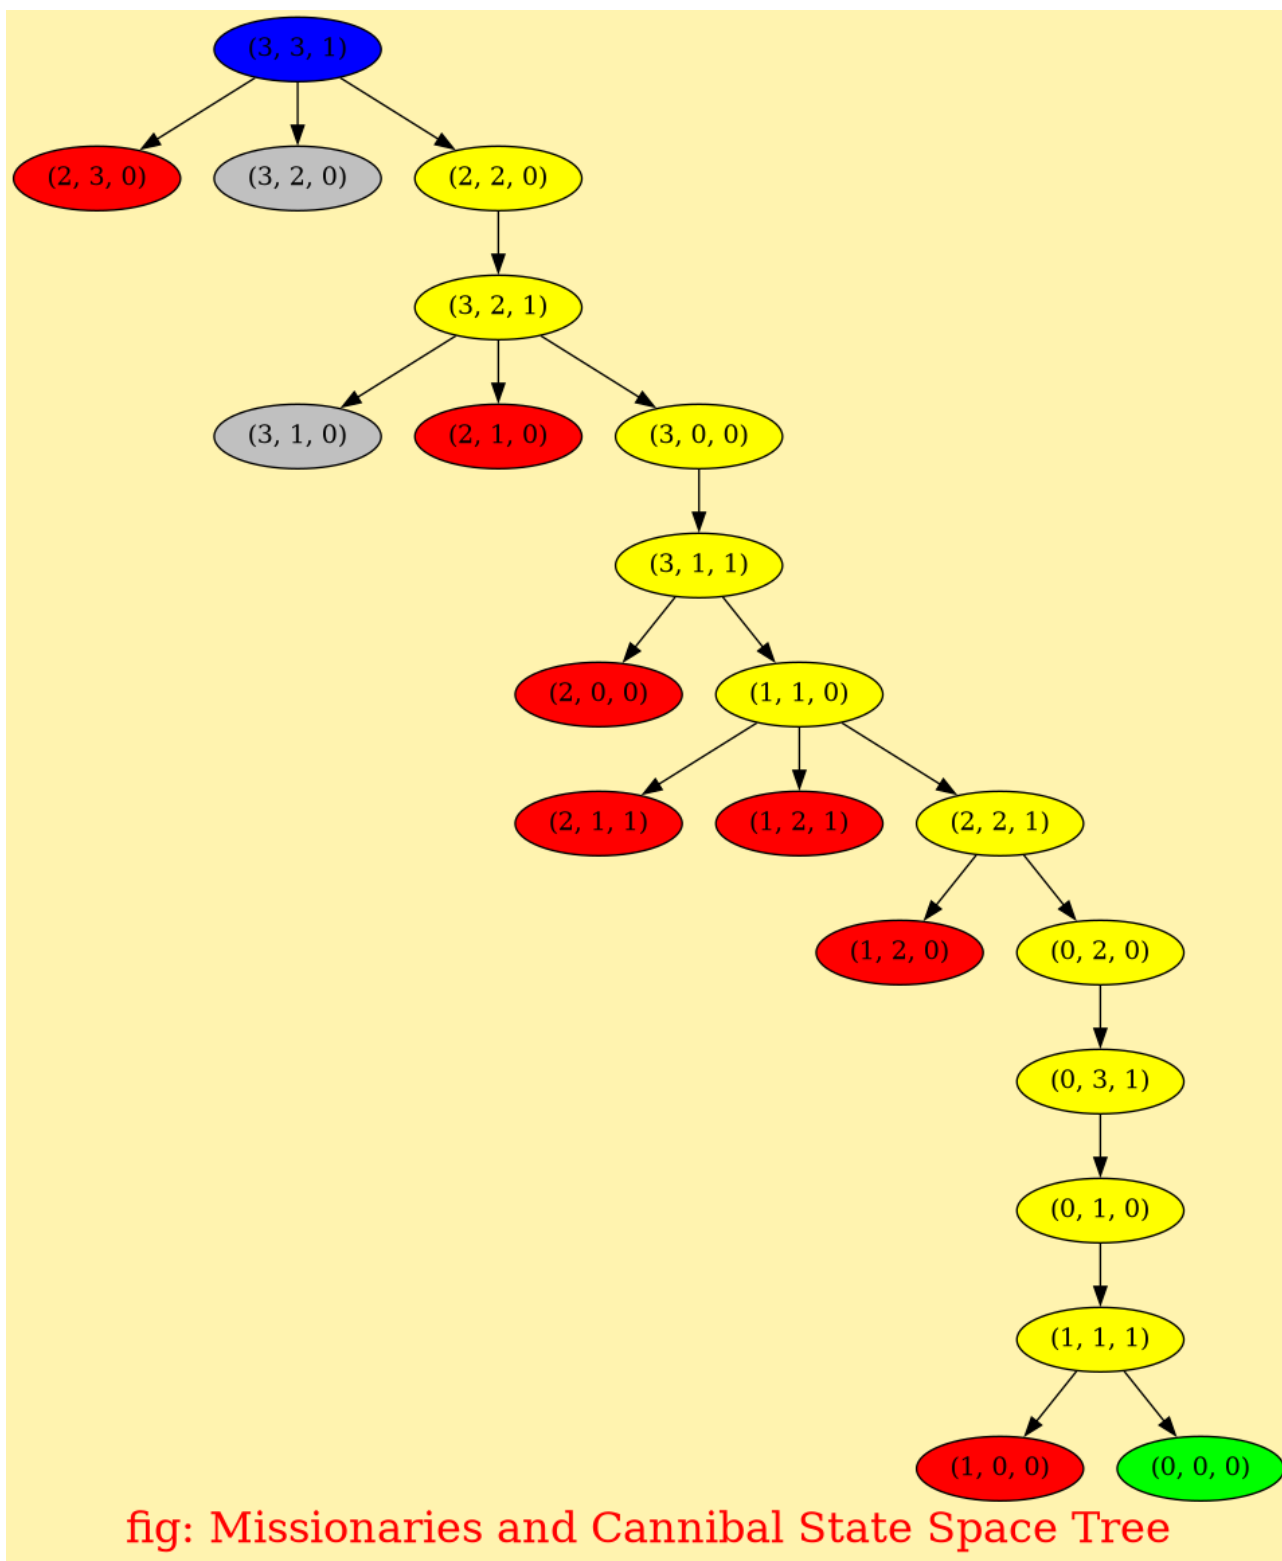 (3, 3, 1)
(2, 3, 0) (3, 2, 0) (2, 2, 0)
(3, 2, 1)
(3, 1, 0) (2, 1, 0) (3, 0, 0)
(3, 1, 1)
(2, 0, 0) (1, 1, 0)
(2, 1, 1) (1, 2, 1) (2, 2, 1)
(1, 2, 0) (0, 2, 0)
(0, 3, 1)
(0, 1, 0)
(1, 1, 1)
(1, 0, 0) (0, 0, 0)
fig: Missionaries and Cannibal State Space Tree